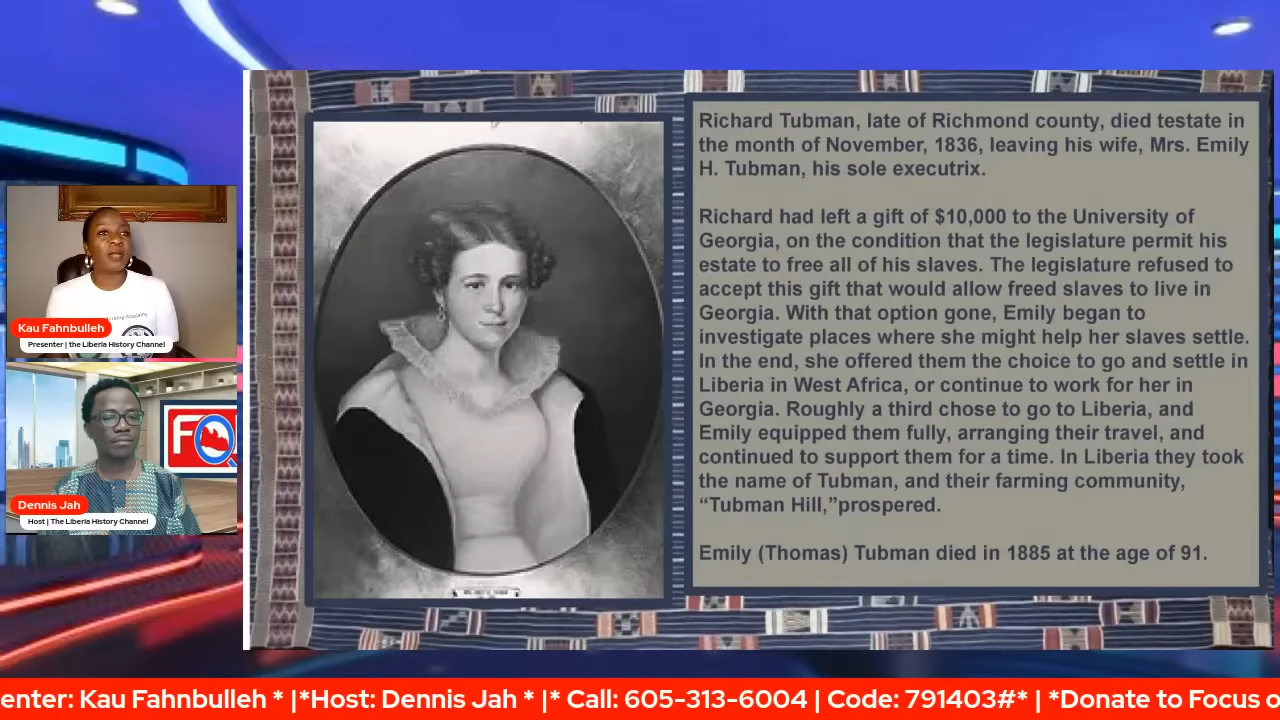 Richard Tubman, late of Richmond county, died testate in
the month of November, 1836, leaving his wife, Mrs. Emily
H. Tubman, his sole executrix.
Richard had left a gift of $10,000 to the University of
Georgia, on the condition that the legislature permit his
estate to free all of his slaves. The legislature refused to
accept this gift that would allow freed slaves to live in
Georgia. With that option gone, Emily began to
investigate places where she might help her slaves settle.
In the end, she offered them the choice to go and settle in
Liberia in West Africa, or continue to work for her in
Georgia. Roughly a third chose to go to Liberia, and
Emily equipped them fully, arranging their travel, and
continued to support them for a time. In Liberia they took
the name of Tubman, and their farming community,
“Tubman Hill,”prospered.
Emily (Thomas) Tubman died in 1885 at the age of 91.
Kau Fahnbulleh
Presenter | the Liberia History Channel
FO
Dennis Jah
Host | The Liberia History Channel
enter: Kau Fahnbulleh * |*Host: Dennis Jah * |* Call: 605-313-6004 | Code: 791403#* | *Donate to Focus o